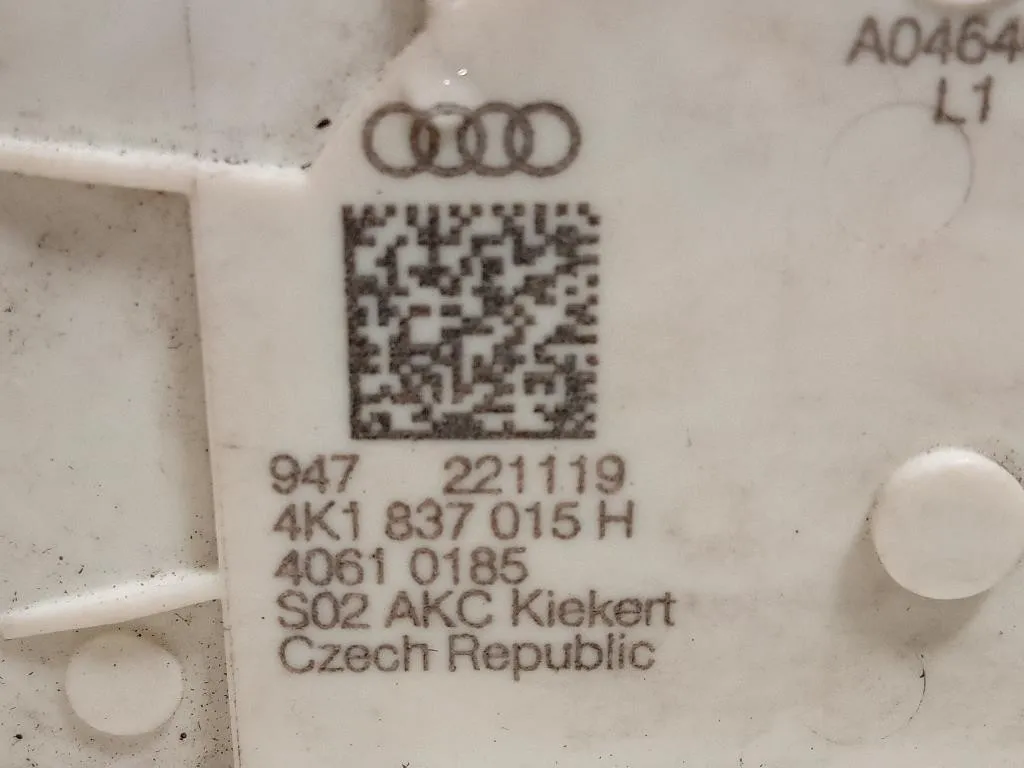 A0464
L1
947 221119
4K1 837 015 H
4061 0185
S02 AKC Kiekert
Czech Republic